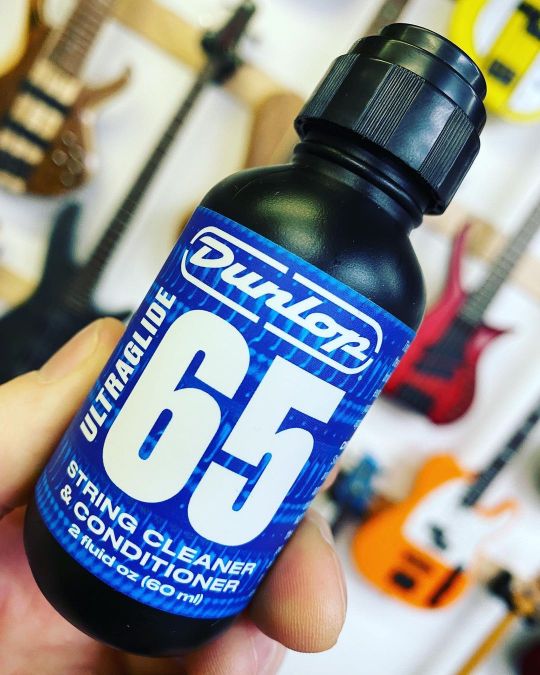 Dunlop
ULTRAGLIDE
65
STRING CLEANER
& CONDITIONER
2 fluid oz (60 ml)